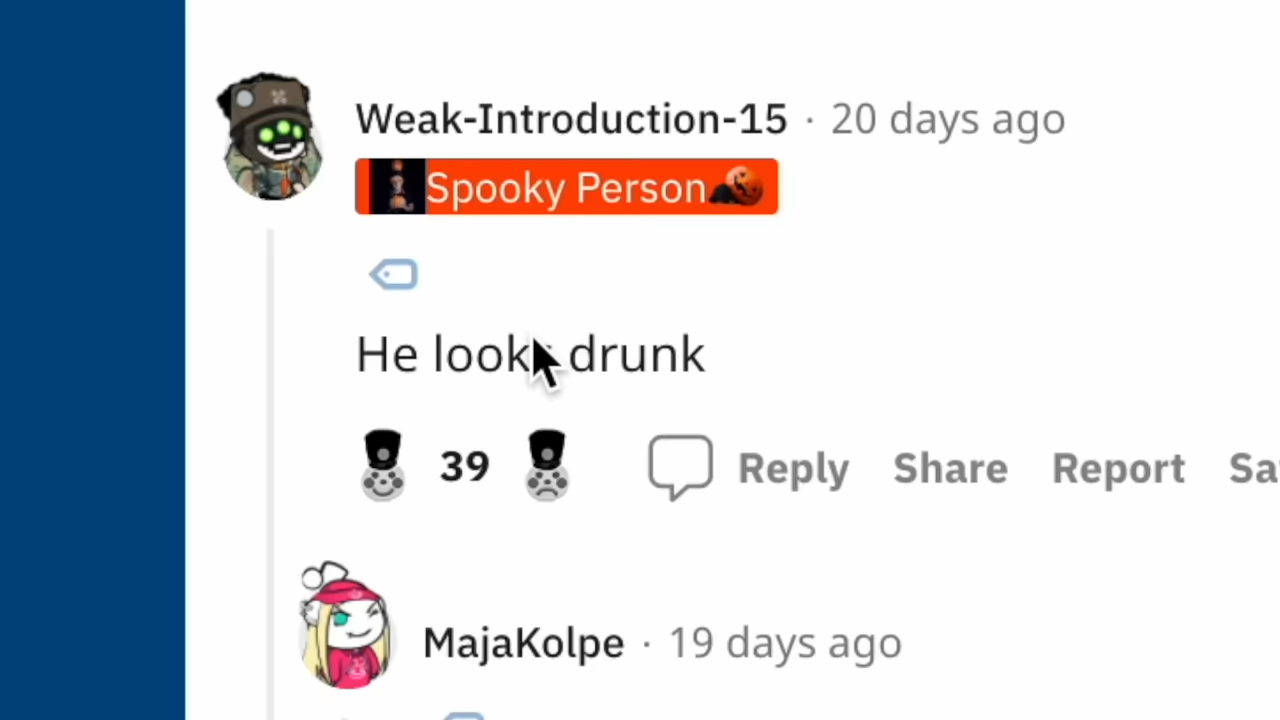 Weak-Introduction-15 · 20 days ago
Spooky Person
He looks drunk
39 Reply Share Report Sa
MajaKolpe · 19 days ago